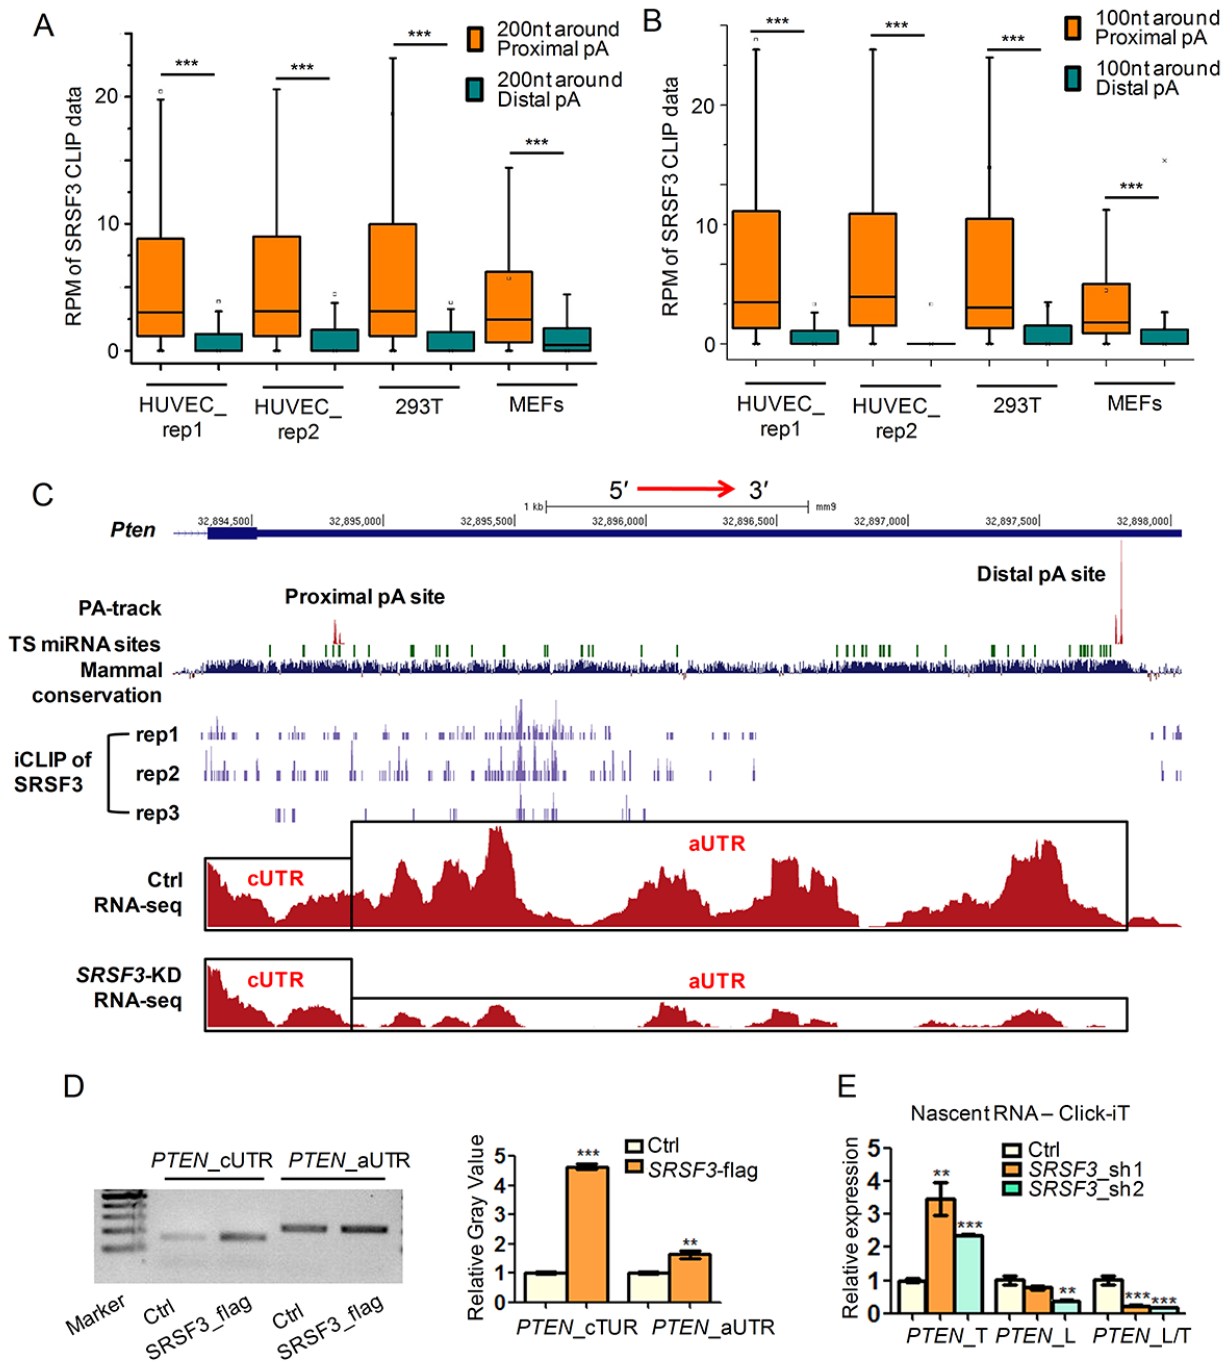 A
RPM of SRSF3 CLIP data
20
10
0
***
***
***
***
200nt around
Proximal pA
200nt around
Distal pA
HUVEC_
rep1
HUVEC_
rep2
293T
MEFs
B
RPM of SRSF3 CLIP data
20
10
0
***
***
***
***
100nt around
Proximal pA
100nt around
Distal pA
HUVEC_
rep1
HUVEC_
rep2
293T
MEFs
C
5′ 3′
1 kb mm9
32,894,500 32,895,000 32,895,500 32,896,000 32,896,500 32,897,000 32,897,500 32,898,000
Pten
Distal pA site
Proximal pA site
PA-track
TS miRNA sites
Mammal
conservation
iCLIP of
SRSF3
rep1
rep2
rep3
Ctrl
RNA-seq
cUTR
aUTR
SRSF3-KD
RNA-seq
cUTR
aUTR
D
PTEN_cUTR PTEN_aUTR
Marker
Ctrl
SRSF3_flag
Ctrl
SRSF3_flag
Relative Gray Value
5
4
3
2
1
0
***
**
Ctrl
SRSF3-flag
PTEN_cTUR PTEN_aUTR
E
Nascent RNA – Click-iT
Relative expression
5
4
3
2
1
0
**
***
**
***
***
Ctrl
SRSF3_sh1
SRSF3_sh2
PTEN_T PTEN_L PTEN_L/T